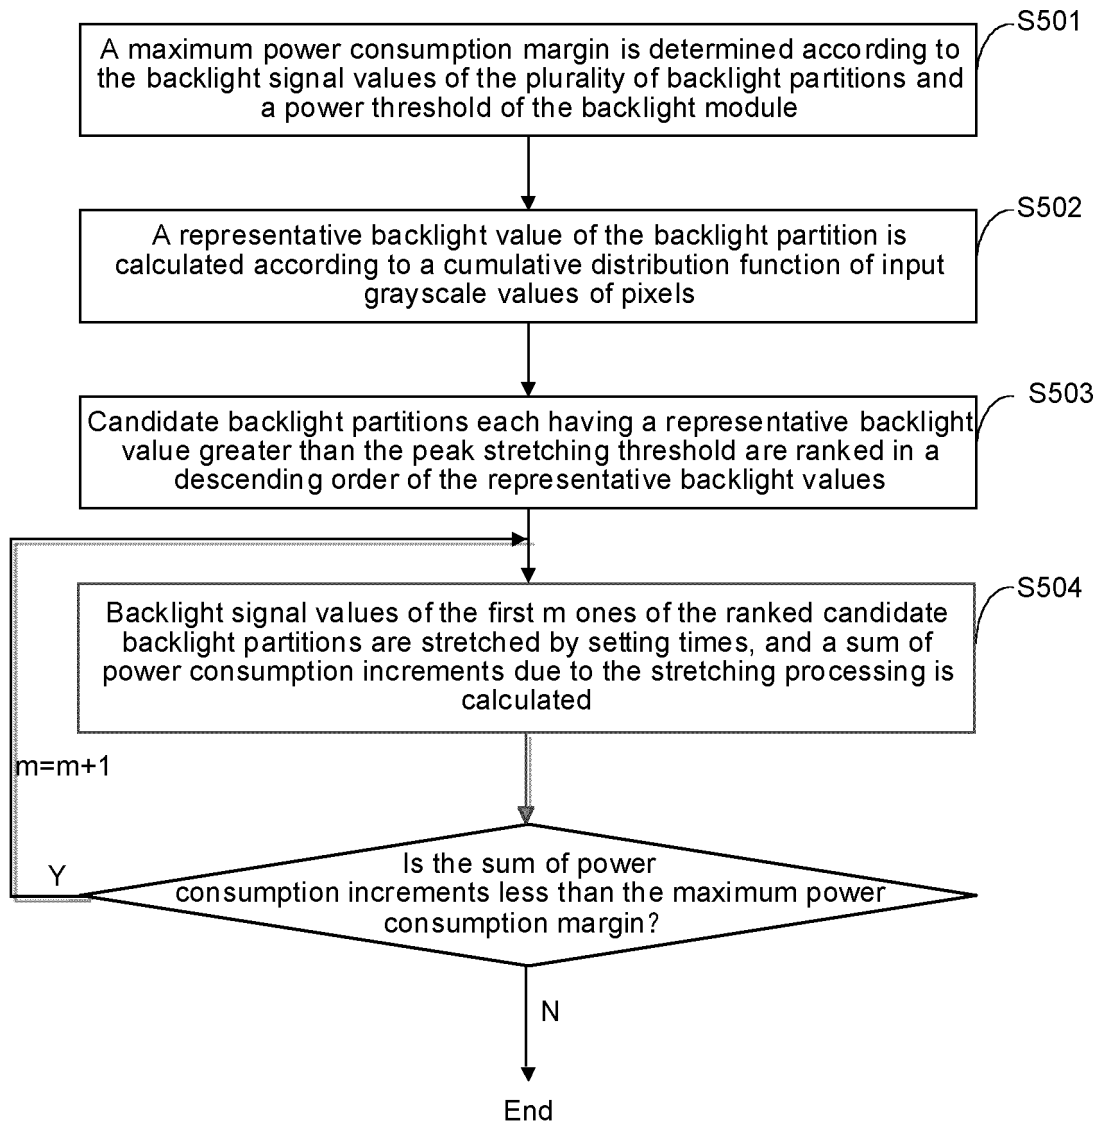 S501
A maximum power consumption margin is determined according to
the backlight signal values of the plurality of backlight partitions and
a power threshold of the backlight module
S502
A representative backlight value of the backlight partition is
calculated according to a cumulative distribution function of input
grayscale values of pixels
S503
Candidate backlight partitions each having a representative backlight
value greater than the peak stretching threshold are ranked in a
descending order of the representative backlight values
S504
Backlight signal values of the first m ones of the ranked candidate
backlight partitions are stretched by setting times, and a sum of
power consumption increments due to the stretching processing is
calculated
m=m+1
Y
Is the sum of power
consumption increments less than the maximum power
consumption margin?
N
End